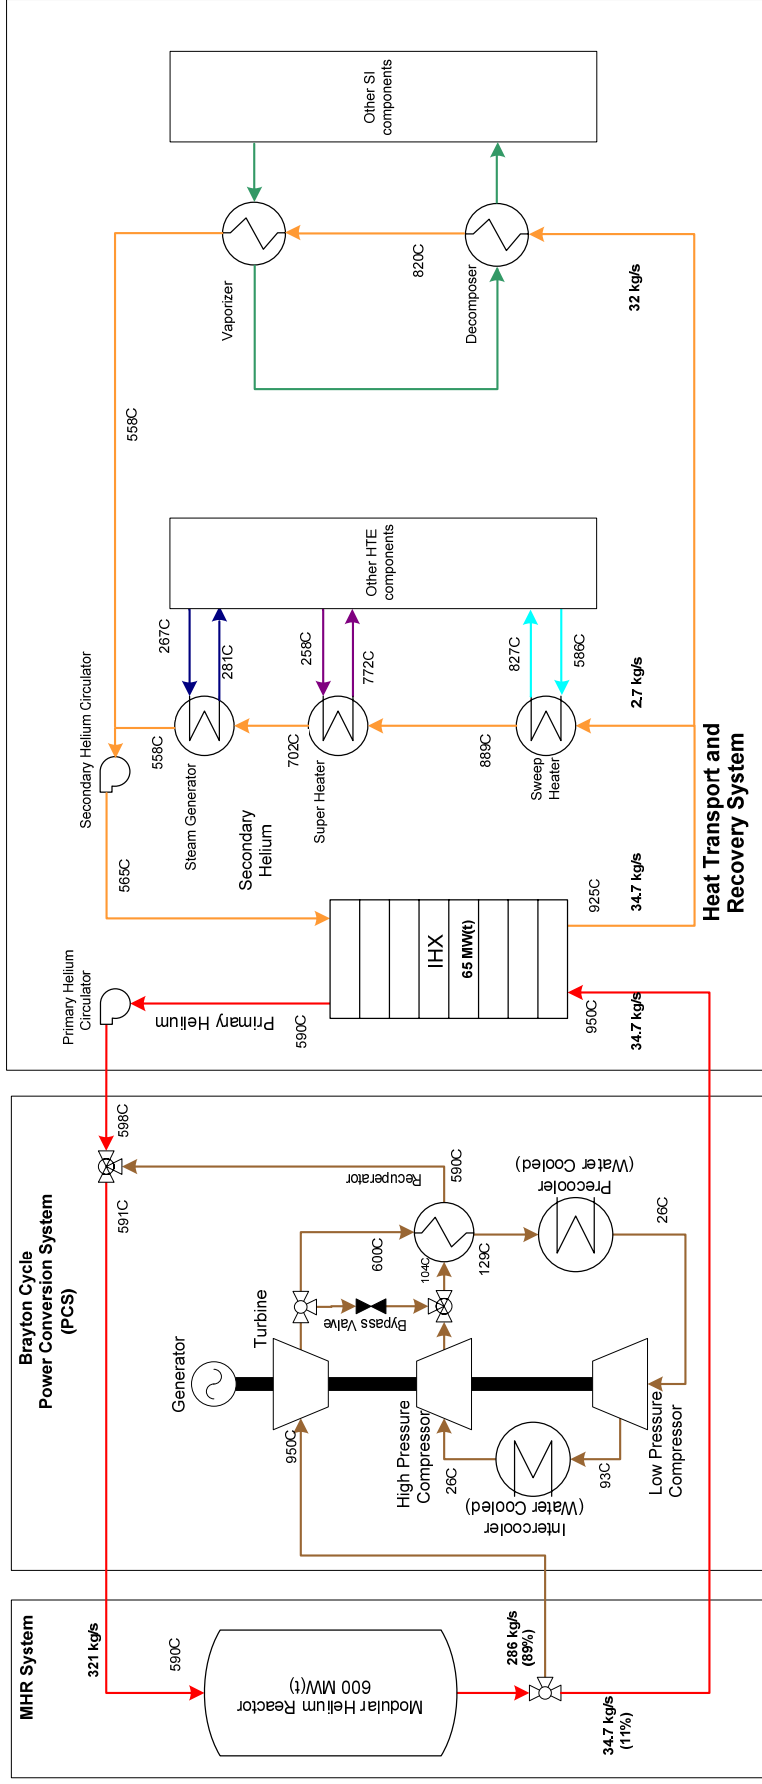 MHR System
321 kg/s
590C
Modular Helium Reactor
600 MW(t)
286 kg/s
(89%)
34.7 kg/s
(11%)
Brayton Cycle
Power Conversion System
(PCS)
591C
598C
Generator
Turbine
950C
Bypass Valve
600C
Recuperator
590C
104C
129C
High Pressure
Compressor
26C
Intercooler
(Water Cooled)
93C
Low Pressure
Compressor
Precooler
(Water Cooled)
26C
Primary Helium
Circulator
Primary Helium
590C
IHX
65 MW(t)
950C
34.7 kg/s
925C
34.7 kg/s
565C
Secondary Helium Circulator
Secondary
Helium
Heat Transport and
Recovery System
558C
Steam Generator
267C
281C
702C
Super Heater
258C
772C
889C
Sweep
Heater
827C
586C
2.7 kg/s
Other HTE
components
558C
Vaporizer
820C
Decomposer
32 kg/s
Other SI
components